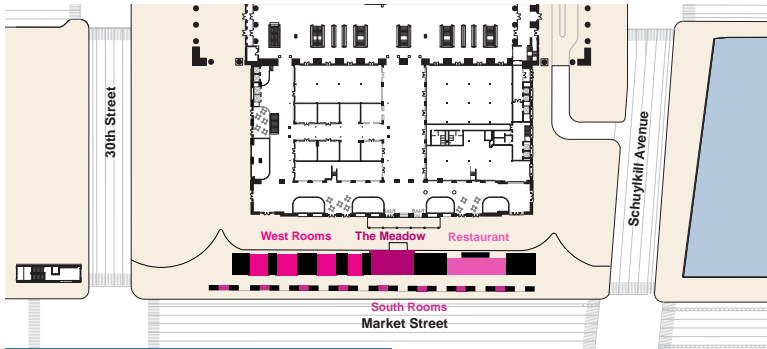 30th Street
Schuylkill Avenue
West Rooms
The Meadow
Restaurant
South Rooms
Market Street